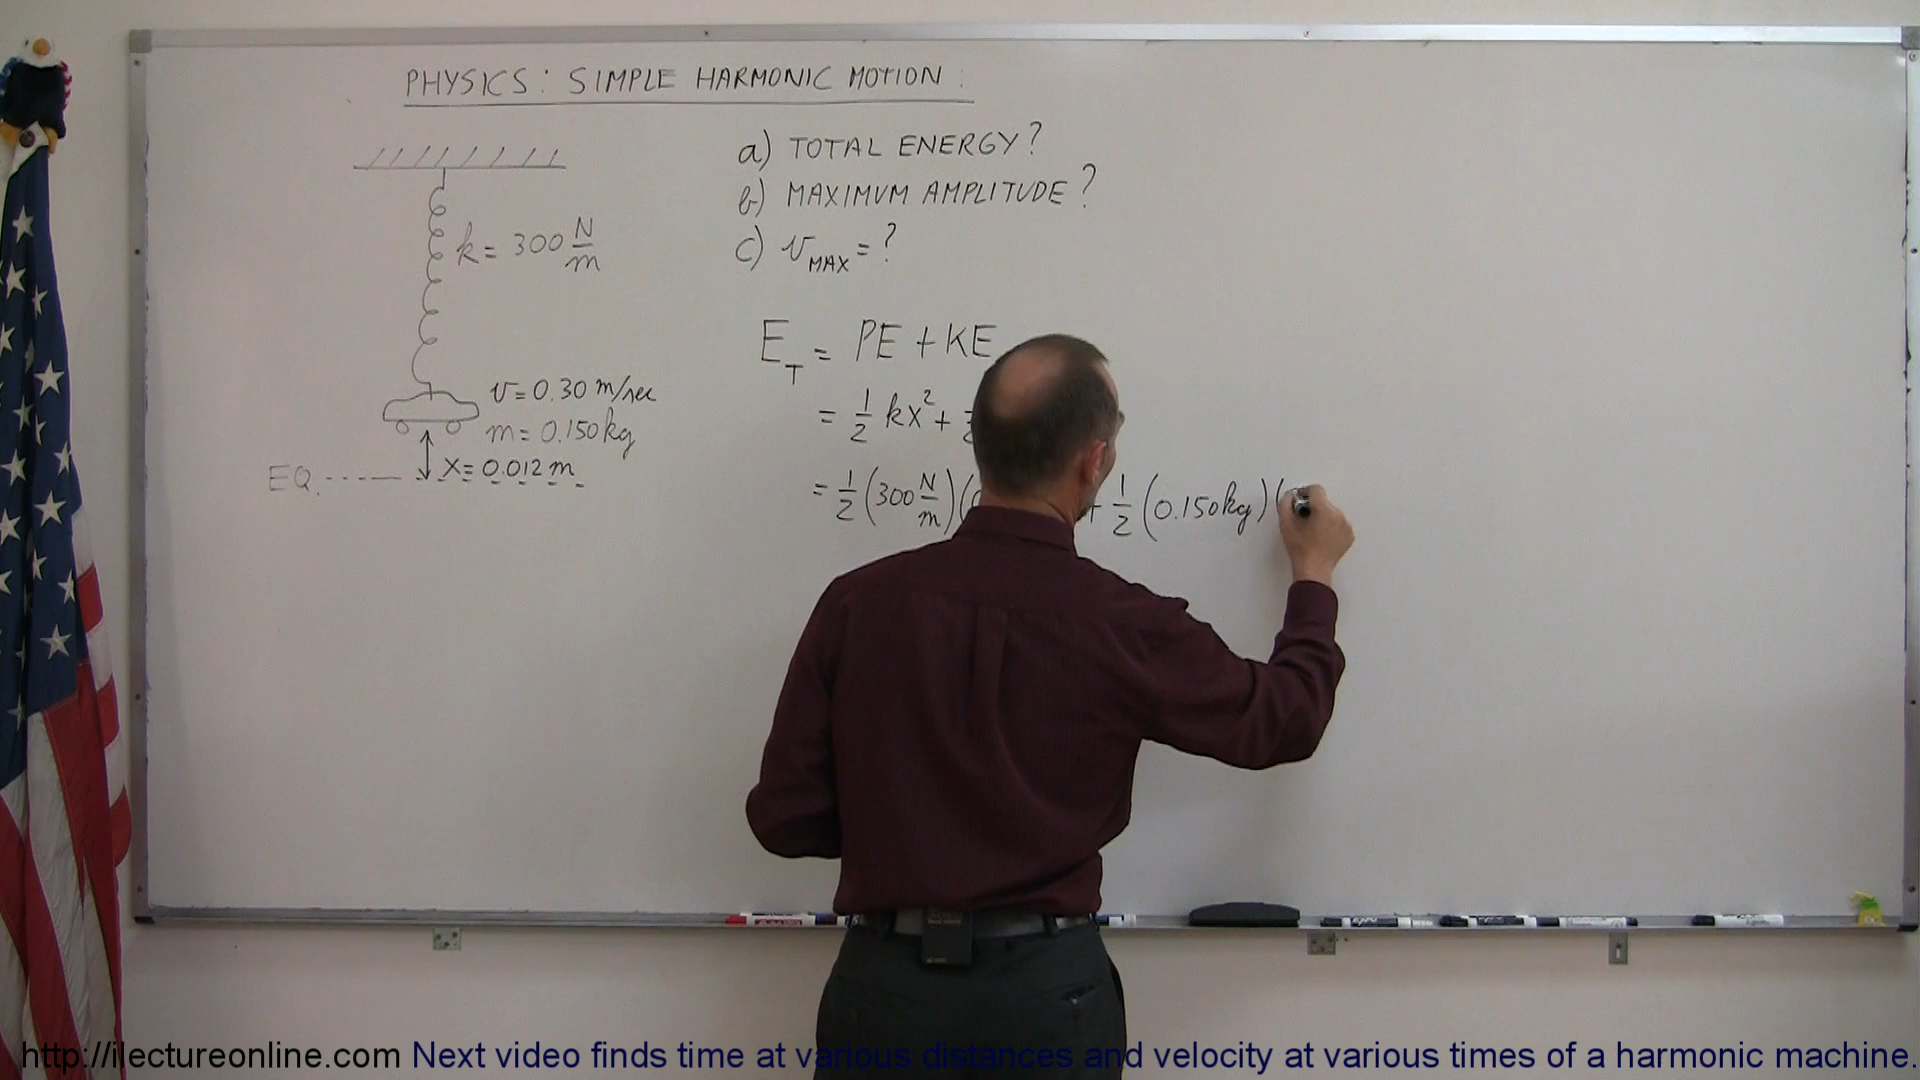 PHYSICS: SIMPLE HARMONIC MOTION:
a) TOTAL ENERGY?
b) MAXIMUM AMPLITUDE?
c) v_MAX = ?
k = 300 N/m
v = 0.30 m/sec
m = 0.150 kg
x = 0.012 m
EQ.
E_T = PE + KE
= 1/2 kx² +
= 1/2 (300 N/m)( + 1/2 (0.150 kg)(
http://ilectureonline.com Next video finds time at various distances and velocity at various times of a harmonic machine.